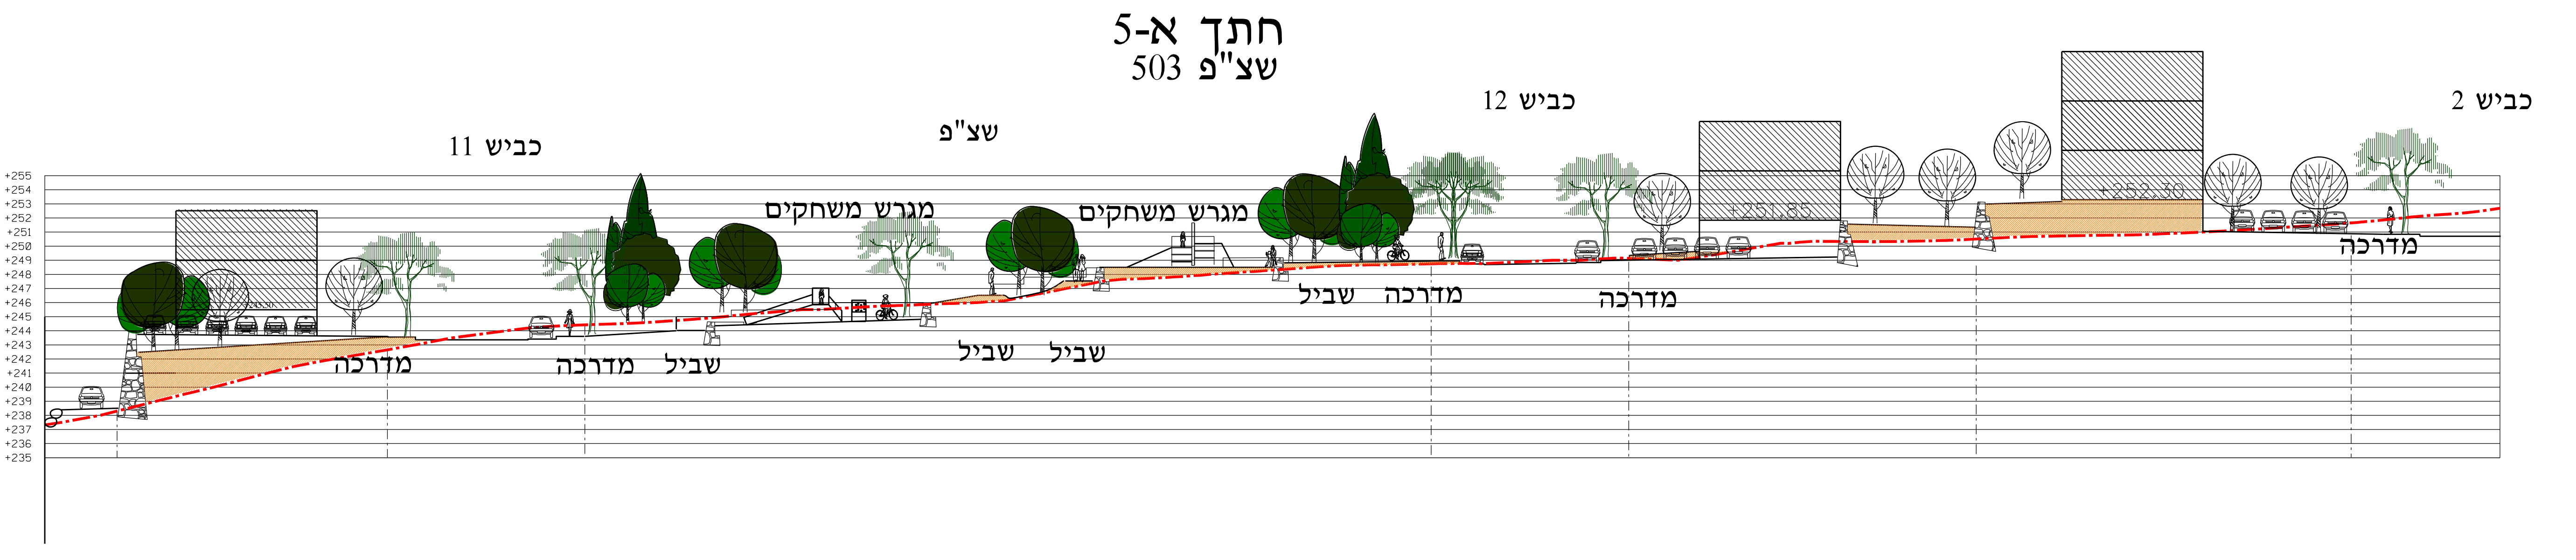 חתך א-5
שצ"פ 503
כביש 2
כביש 12
שצ"פ
כביש 11
+255
+254
+253
+252
+251
+250
+249
+248
+247
+246
+245
+244
+243
+242
+241
+240
+239
+238
+237
+236
+235
+252.30
+251.85
מגרש משחקים
מגרש משחקים
מדרכה
מדרכה
מדרכה
שביל
שביל
שביל
שביל
מדרכה
מדרכה